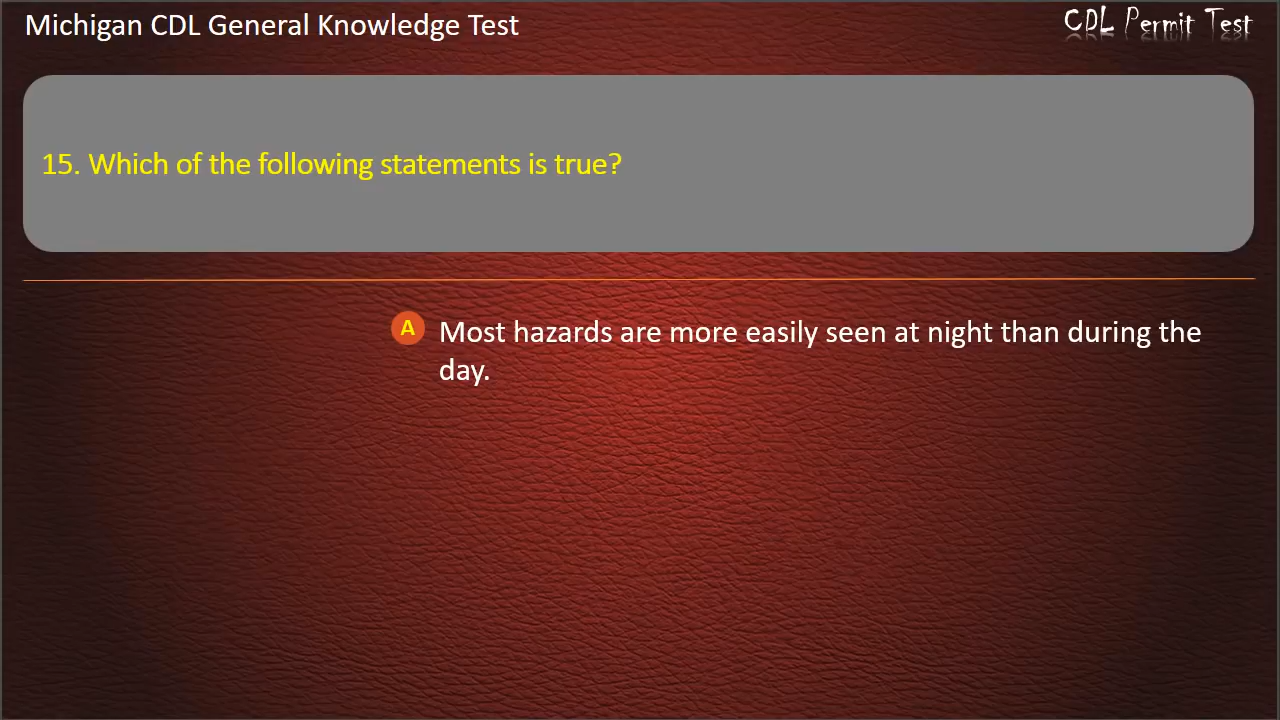 Michigan CDL General Knowledge Test
CDL Permit Test
15. Which of the following statements is true?
A Most hazards are more easily seen at night than during the
day.